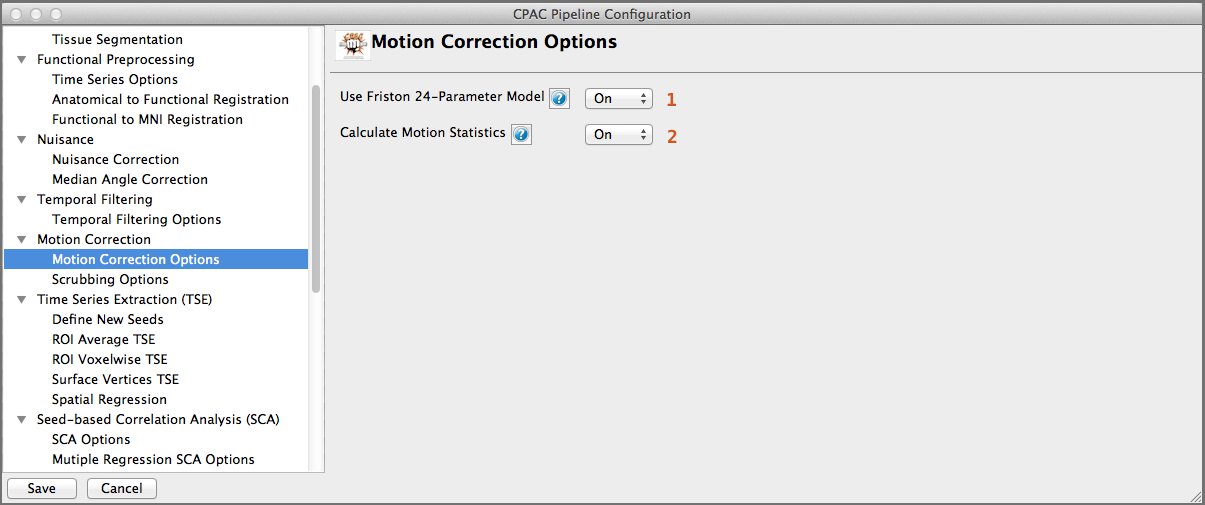 CPAC Pipeline Configuration
Tissue Segmentation
Functional Preprocessing
Time Series Options
Anatomical to Functional Registration
Functional to MNI Registration
Nuisance
Nuisance Correction
Median Angle Correction
Temporal Filtering
Temporal Filtering Options
Motion Correction
Motion Correction Options
Scrubbing Options
Time Series Extraction (TSE)
Define New Seeds
ROI Average TSE
ROI Voxelwise TSE
Surface Vertices TSE
Spatial Regression
Seed-based Correlation Analysis (SCA)
SCA Options
Mutiple Regression SCA Options
Save Cancel
Motion Correction Options
Use Friston 24-Parameter Model ? On 1
Calculate Motion Statistics ? On 2